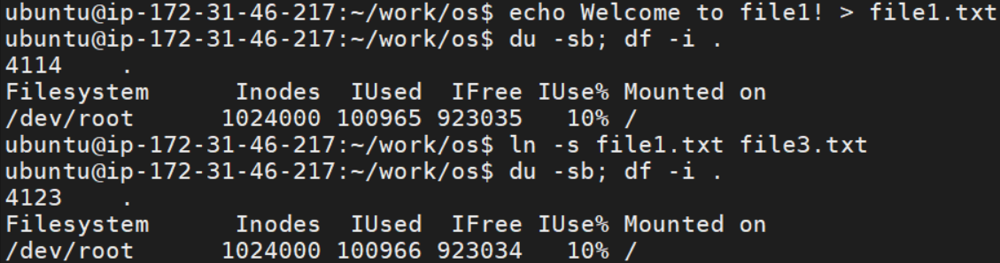 ubuntu@ip-172-31-46-217:~/work/os$ echo Welcome to file1! > file1.txt
ubuntu@ip-172-31-46-217:~/work/os$ du -sb; df -i .
4114    .
Filesystem      Inodes  IUsed  IFree IUse% Mounted on
/dev/root      1024000 100965 923035   10% /
ubuntu@ip-172-31-46-217:~/work/os$ ln -s file1.txt file3.txt
ubuntu@ip-172-31-46-217:~/work/os$ du -sb; df -i .
4123    .
Filesystem      Inodes  IUsed  IFree IUse% Mounted on
/dev/root      1024000 100966 923034   10% /